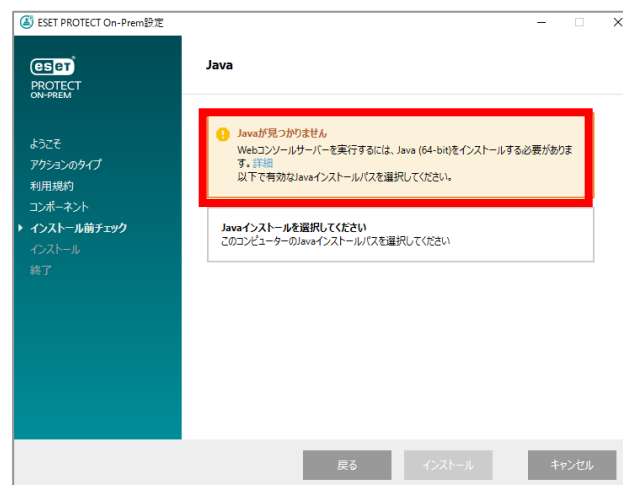 ESET PROTECT On-Prem設定
eset
PROTECT
ON-PREM
ようこそ
アクションのタイプ
利用規約
コンポーネント
インストール前チェック
インストール
終了
Java
Javaが見つかりません
Webコンソールサーバーを実行するには、Java (64-bit)をインストールする必要がありま
す。詳細
以下で有効なJavaインストールパスを選択してください。
Javaインストールを選択してください
このコンピューターのJavaインストールパスを選択してください
戻る
インストール
キャンセル